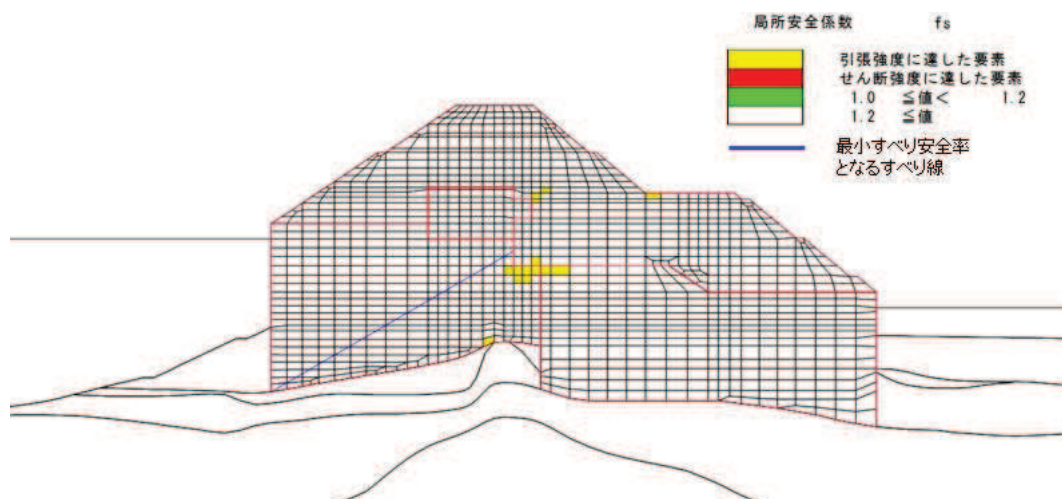 局所安全係数 fs
引張強度に達した要素
せん断強度に達した要素
1.0 ≦値< 1.2
1.2 ≦値
最小すべり安全率
となるすべり線